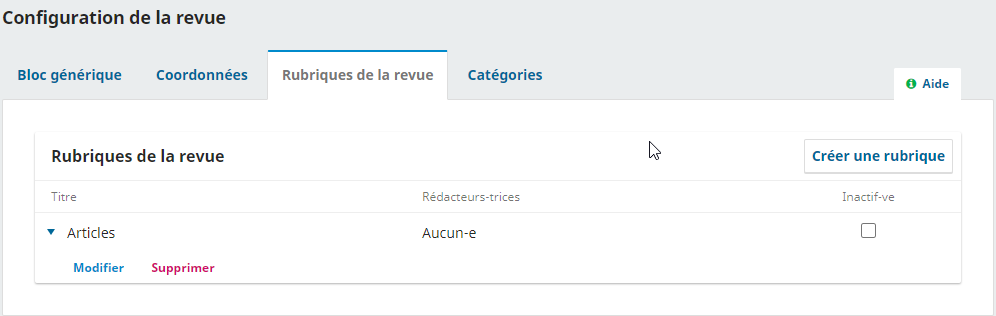 Configuration de la revue
Bloc générique Coordonnées Rubriques de la revue Catégories
Aide
Rubriques de la revue Créer une rubrique
Titre Rédacteurs-trices Inactif-ve
Articles Aucun-e
Modifier Supprimer